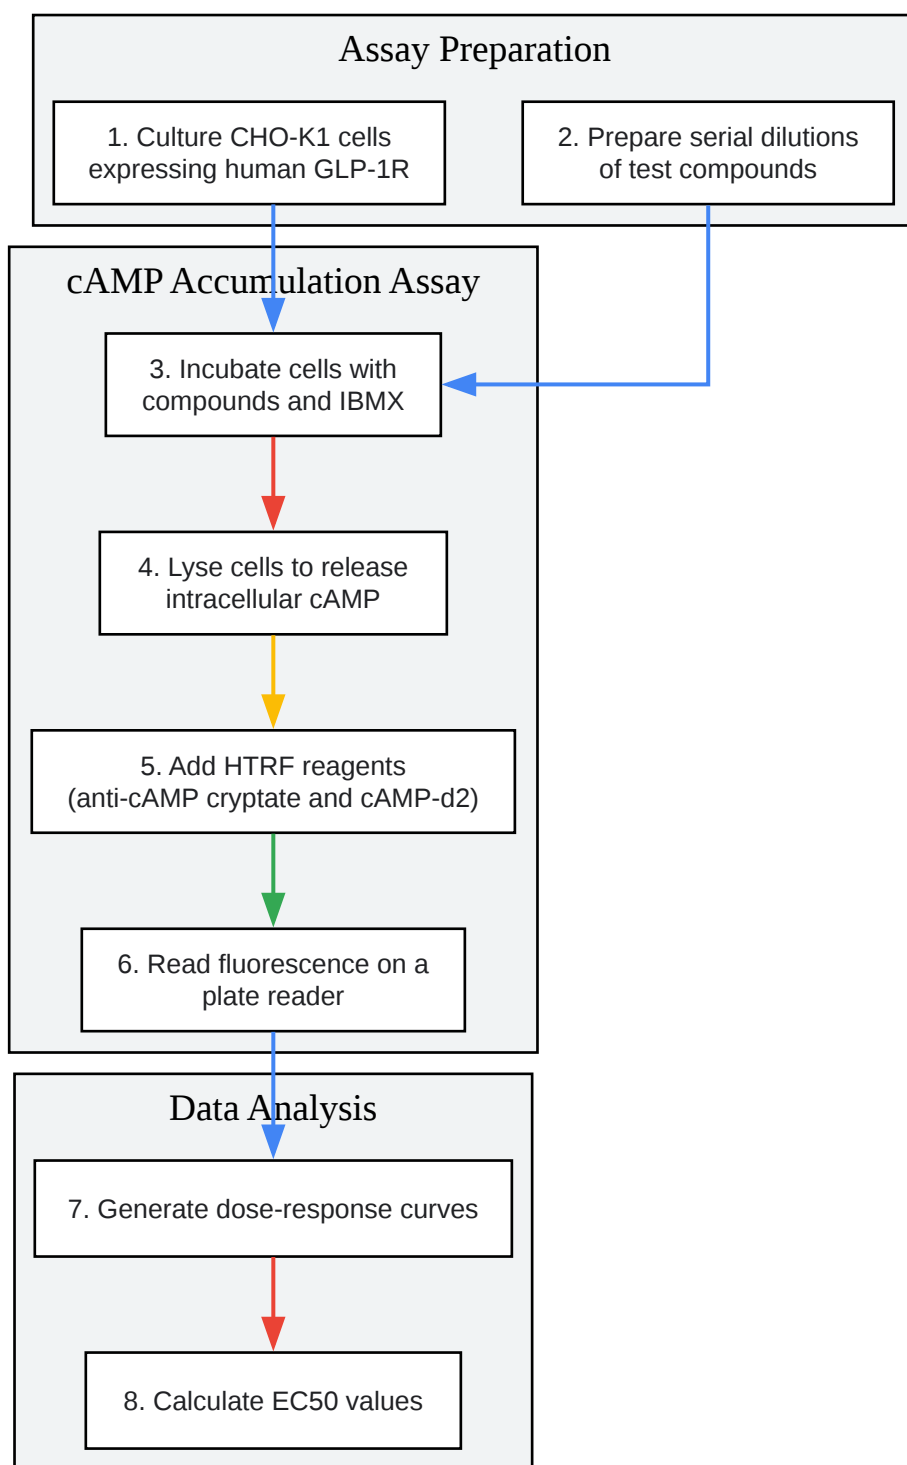 Assay Preparation
1. Culture CHO-K1 cells
expressing human GLP-1R
2. Prepare serial dilutions
of test compounds
cAMP Accumulation Assay
3. Incubate cells with
compounds and IBMX
4. Lyse cells to release
intracellular cAMP
5. Add HTRF reagents
(anti-cAMP cryptate and cAMP-d2)
6. Read fluorescence on a
plate reader
Data Analysis
7. Generate dose-response curves
8. Calculate EC50 values